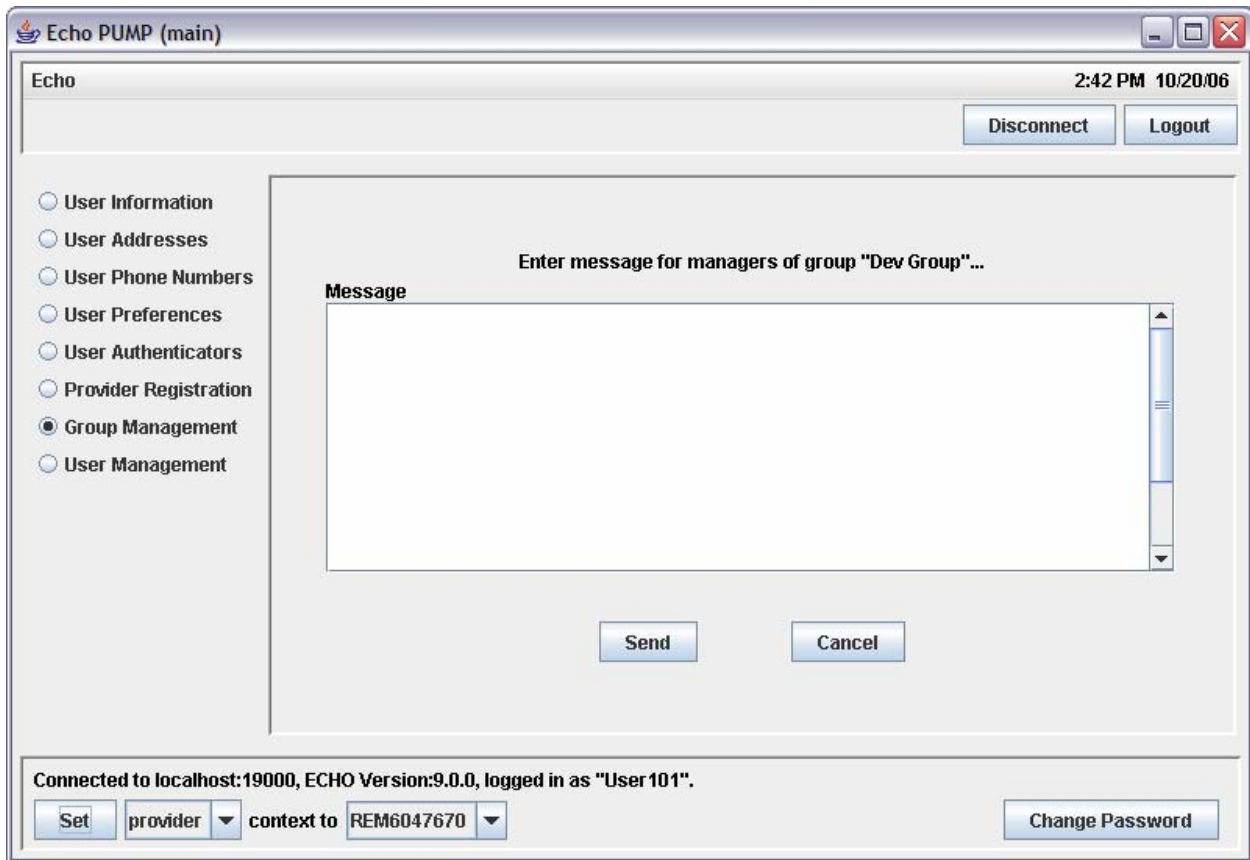 Echo PUMP (main)
Echo 2:42 PM 10/20/06
Disconnect Logout
User Information
User Addresses
User Phone Numbers
User Preferences
User Authenticators
Provider Registration
Group Management
User Management
Enter message for managers of group "Dev Group"...
Message
Send Cancel
Connected to localhost:19000, ECHO Version:9.0.0, logged in as "User101".
Set provider context to REM6047670 Change Password